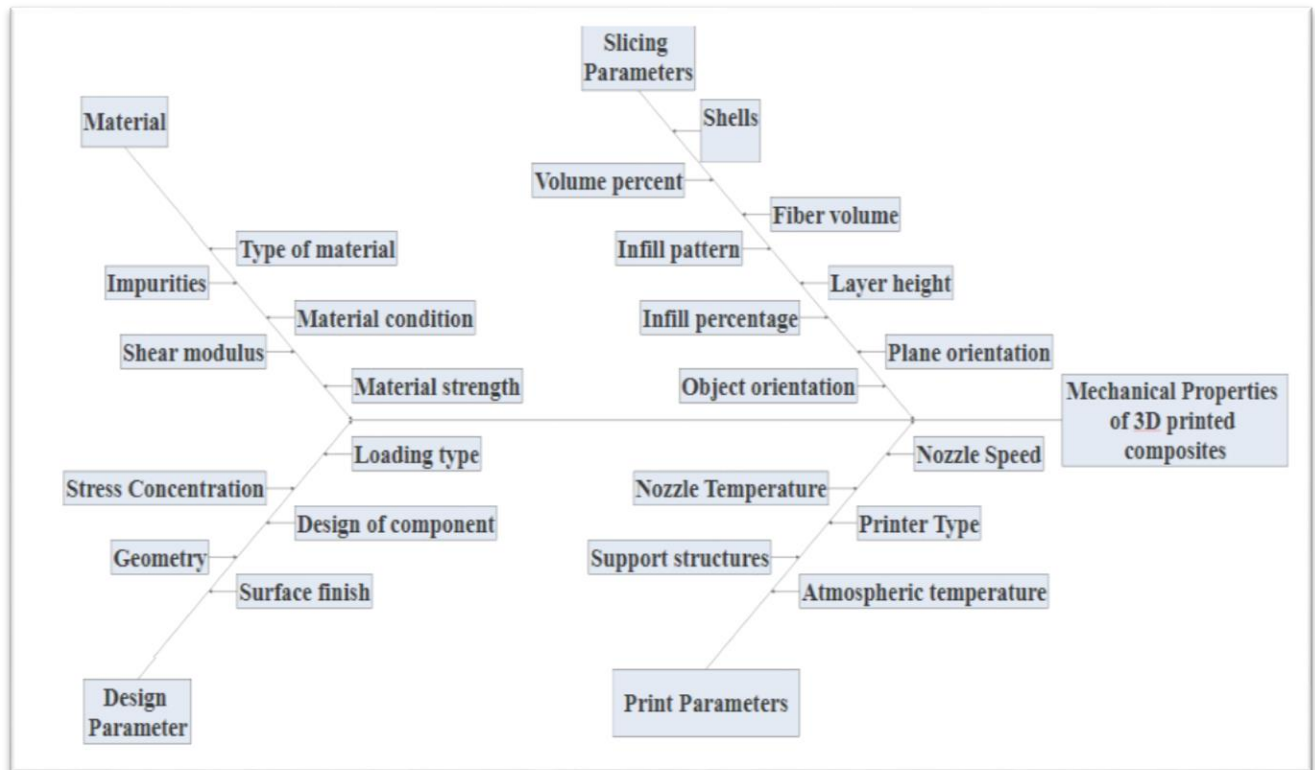 Slicing
Parameters
Material
Shells
Volume percent
Fiber volume
Type of material
Infill pattern
Impurities
Layer height
Material condition
Infill percentage
Shear modulus
Plane orientation
Material strength
Object orientation
Mechanical Properties
of 3D printed
composites
Loading type
Nozzle Speed
Stress Concentration
Nozzle Temperature
Design of component
Printer Type
Geometry
Support structures
Surface finish
Atmospheric temperature
Design
Parameter
Print Parameters